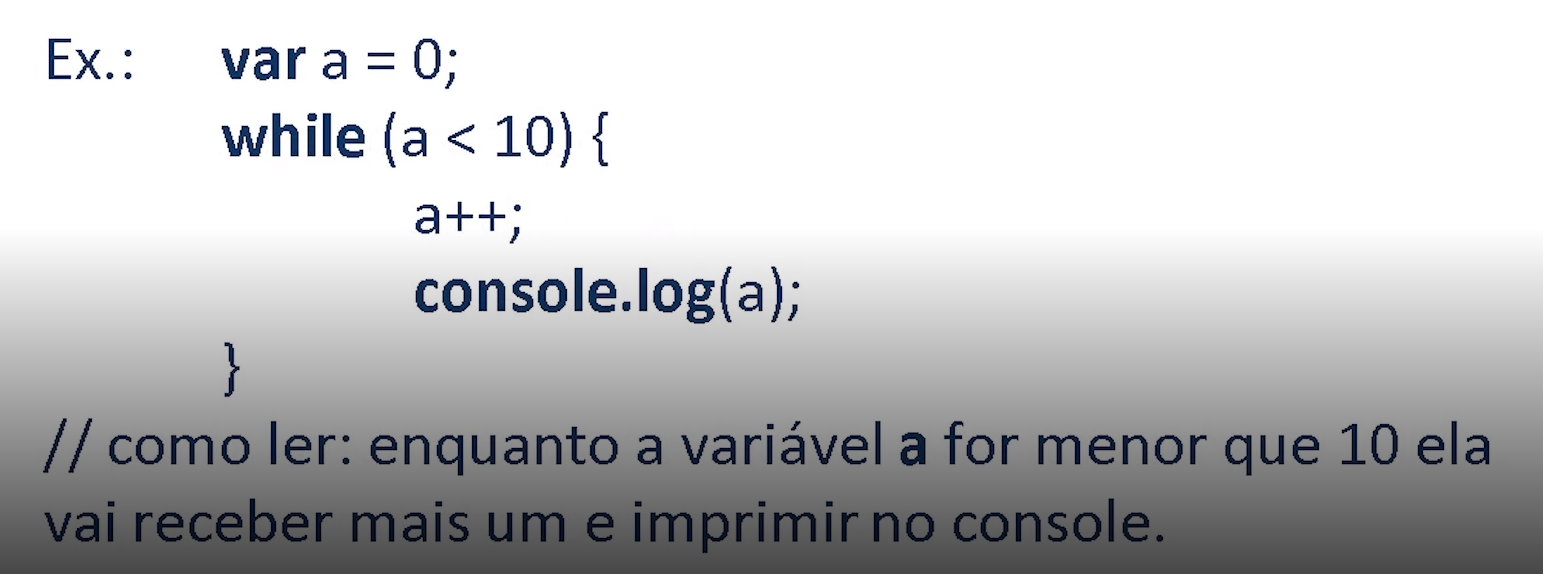 Ex.: var a = 0;
while (a < 10) {
a++;
console.log(a);
}
// como ler: enquanto a variável a for menor que 10 ela
vai receber mais um e imprimir no console.